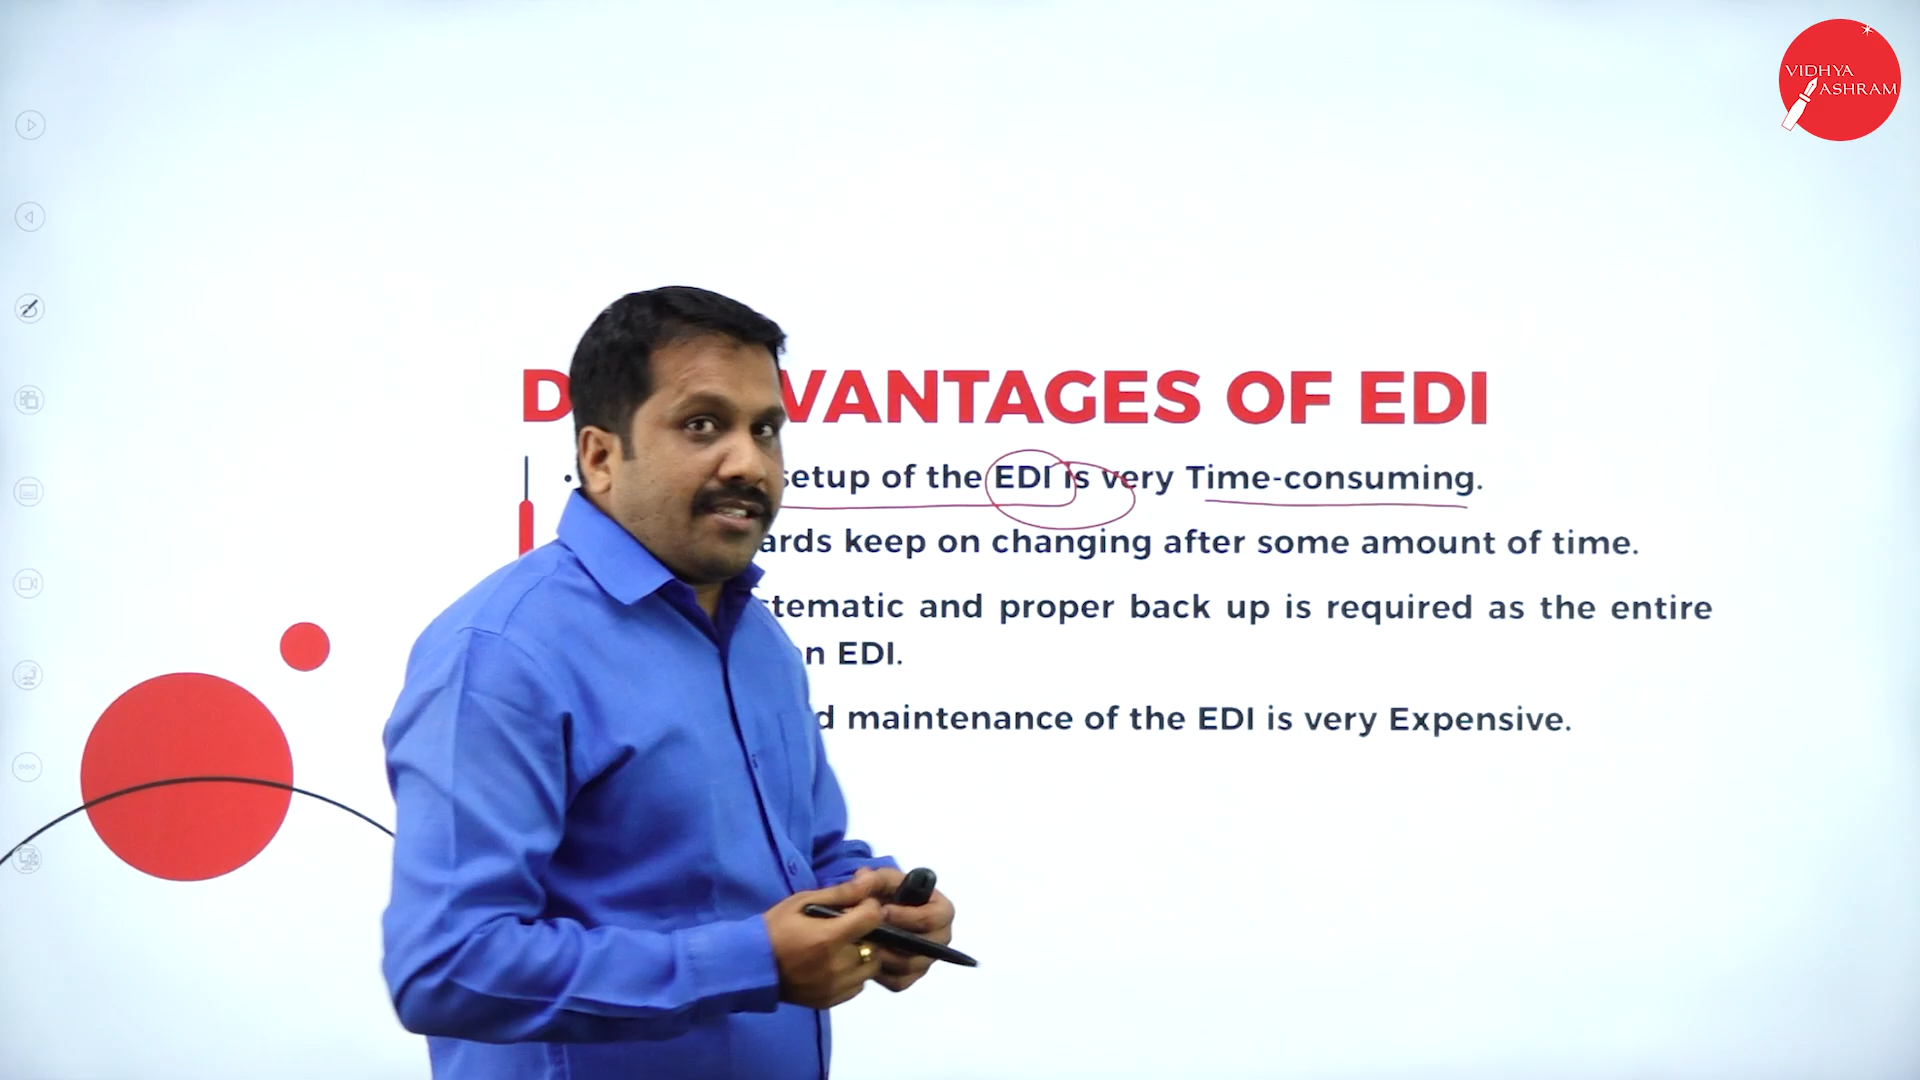 VIDHYA
ASHRAM
VANTAGES OF EDI
setup of the EDI is very Time-consuming.
keep on changing after some amount of time.
and proper back up is required as the entire
EDI.
maintenance of the EDI is very Expensive.